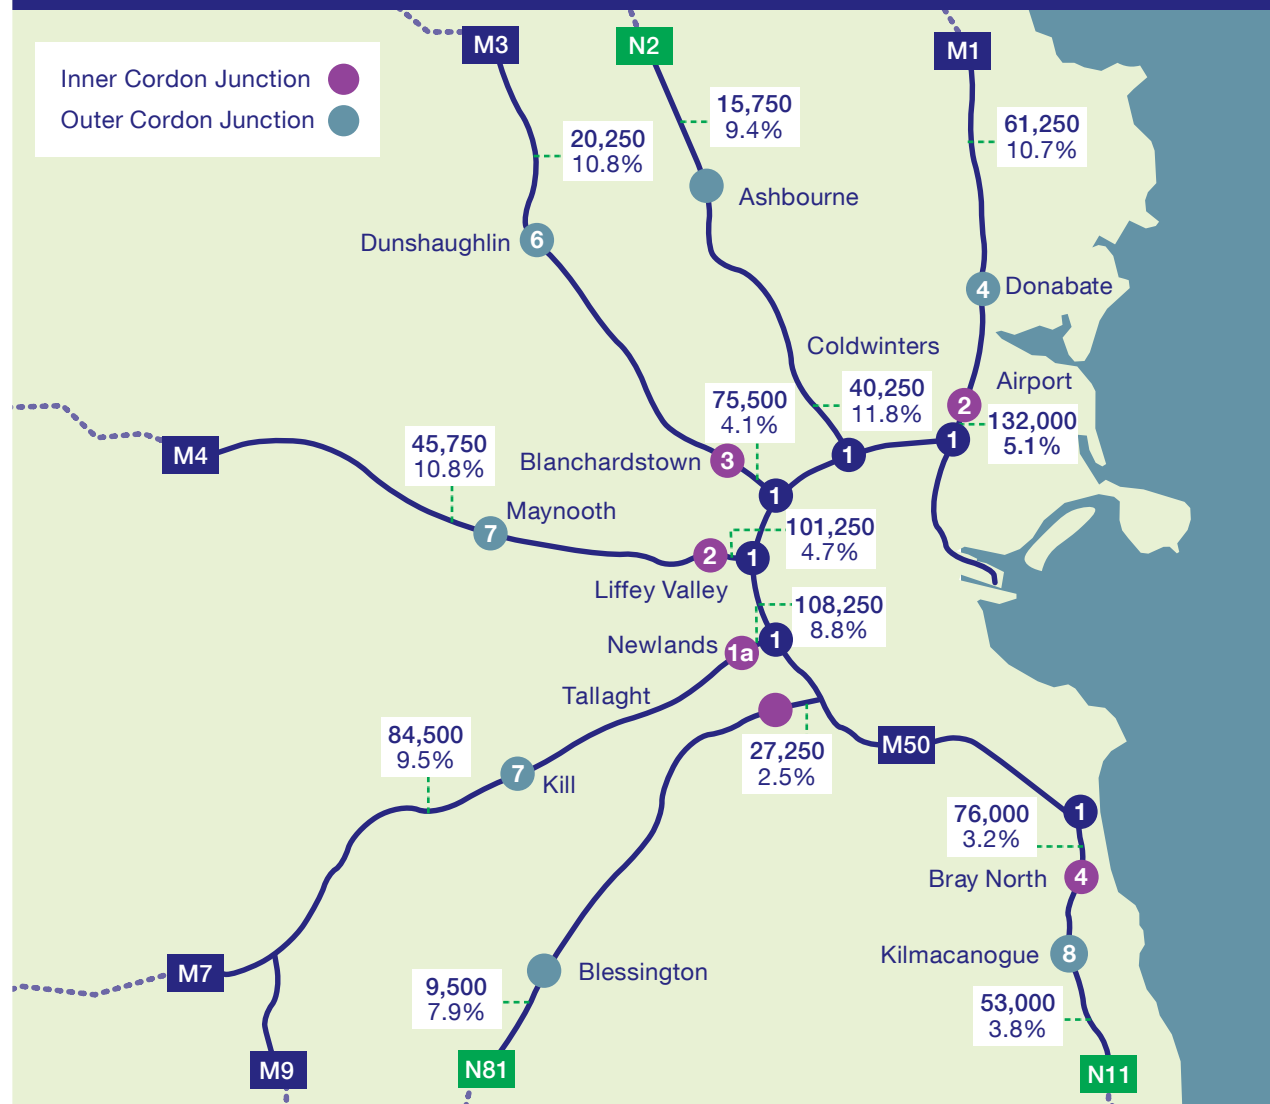 M3
N2
M1
Inner Cordon Junction
Outer Cordon Junction
15,750
9.4%
61,250
10.7%
20,250
10.8%
Ashbourne
Dunshaughlin
6
4
Donabate
Coldwinters
Airport
40,250
11.8%
75,500
4.1%
2
132,000
5.1%
1
M4
45,750
10.8%
Blanchardstown
3
1
1
Maynooth
7
101,250
4.7%
2
1
Liffey Valley
108,250
8.8%
Newlands
1a
1
Tallaght
84,500
9.5%
27,250
2.5%
M50
7
Kill
76,000
3.2%
1
Bray North
4
Kilmacanogue
8
M7
Blessington
9,500
7.9%
53,000
3.8%
M9
N81
N11